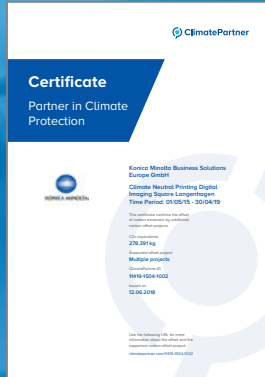 ClimatePartner
Certificate
Partner in Climate
Protection
KONICA MINOLTA
Konica Minolta Business Solutions
Europe GmbH
Climate Neutral Printing Digital
Imaging Square Langenhagen
Time Period: 01/05/15 - 30/04/19
This certificate confirms the offset
of carbon emissions by additional
carbon offset projects.
CO₂ equivalents
278.391 kg
Supported offset project
Multiple projects
ClimatePartner ID
11419-1504-1002
Issued on
12.06.2018
Use the following URL for more
information about the offset and the
supported carbon offset project:
climatepartner.com/11419-1504-1002